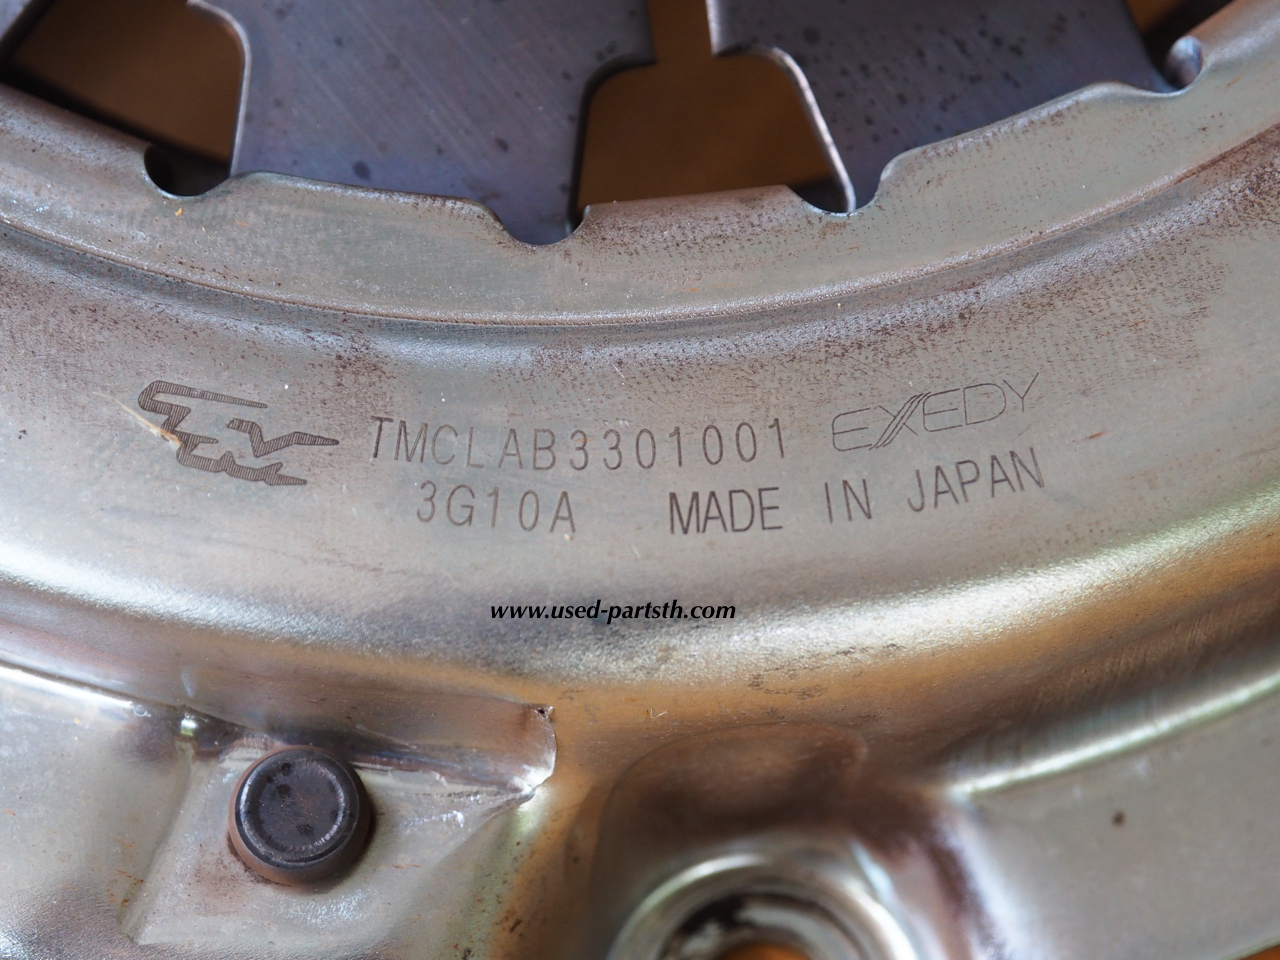 TMCLAB3301001 EXEDY
3G10A MADE IN JAPAN
www.used-partsth.com